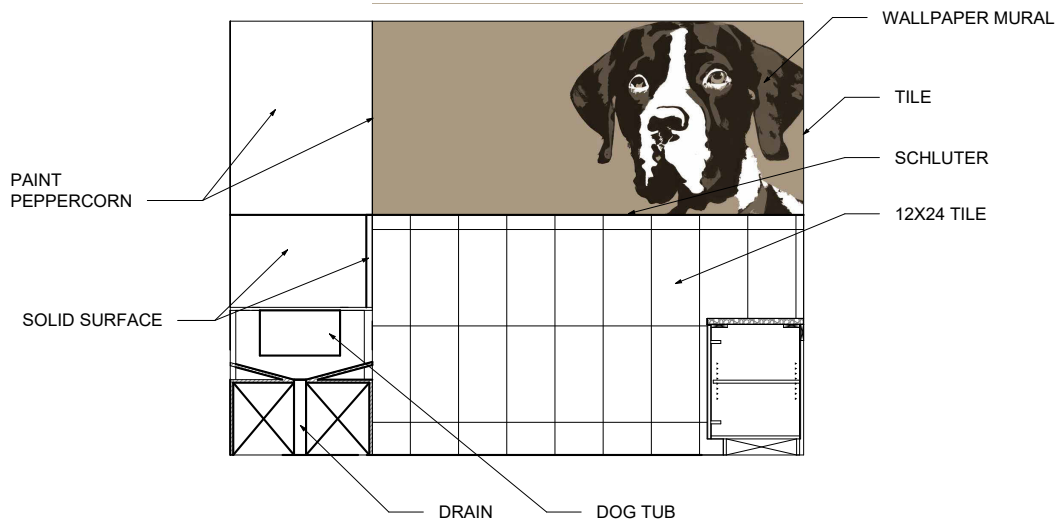 WALLPAPER MURAL
TILE
SCHLUTER
PAINT
PEPPERCORN
12X24 TILE
SOLID SURFACE
DRAIN
DOG TUB